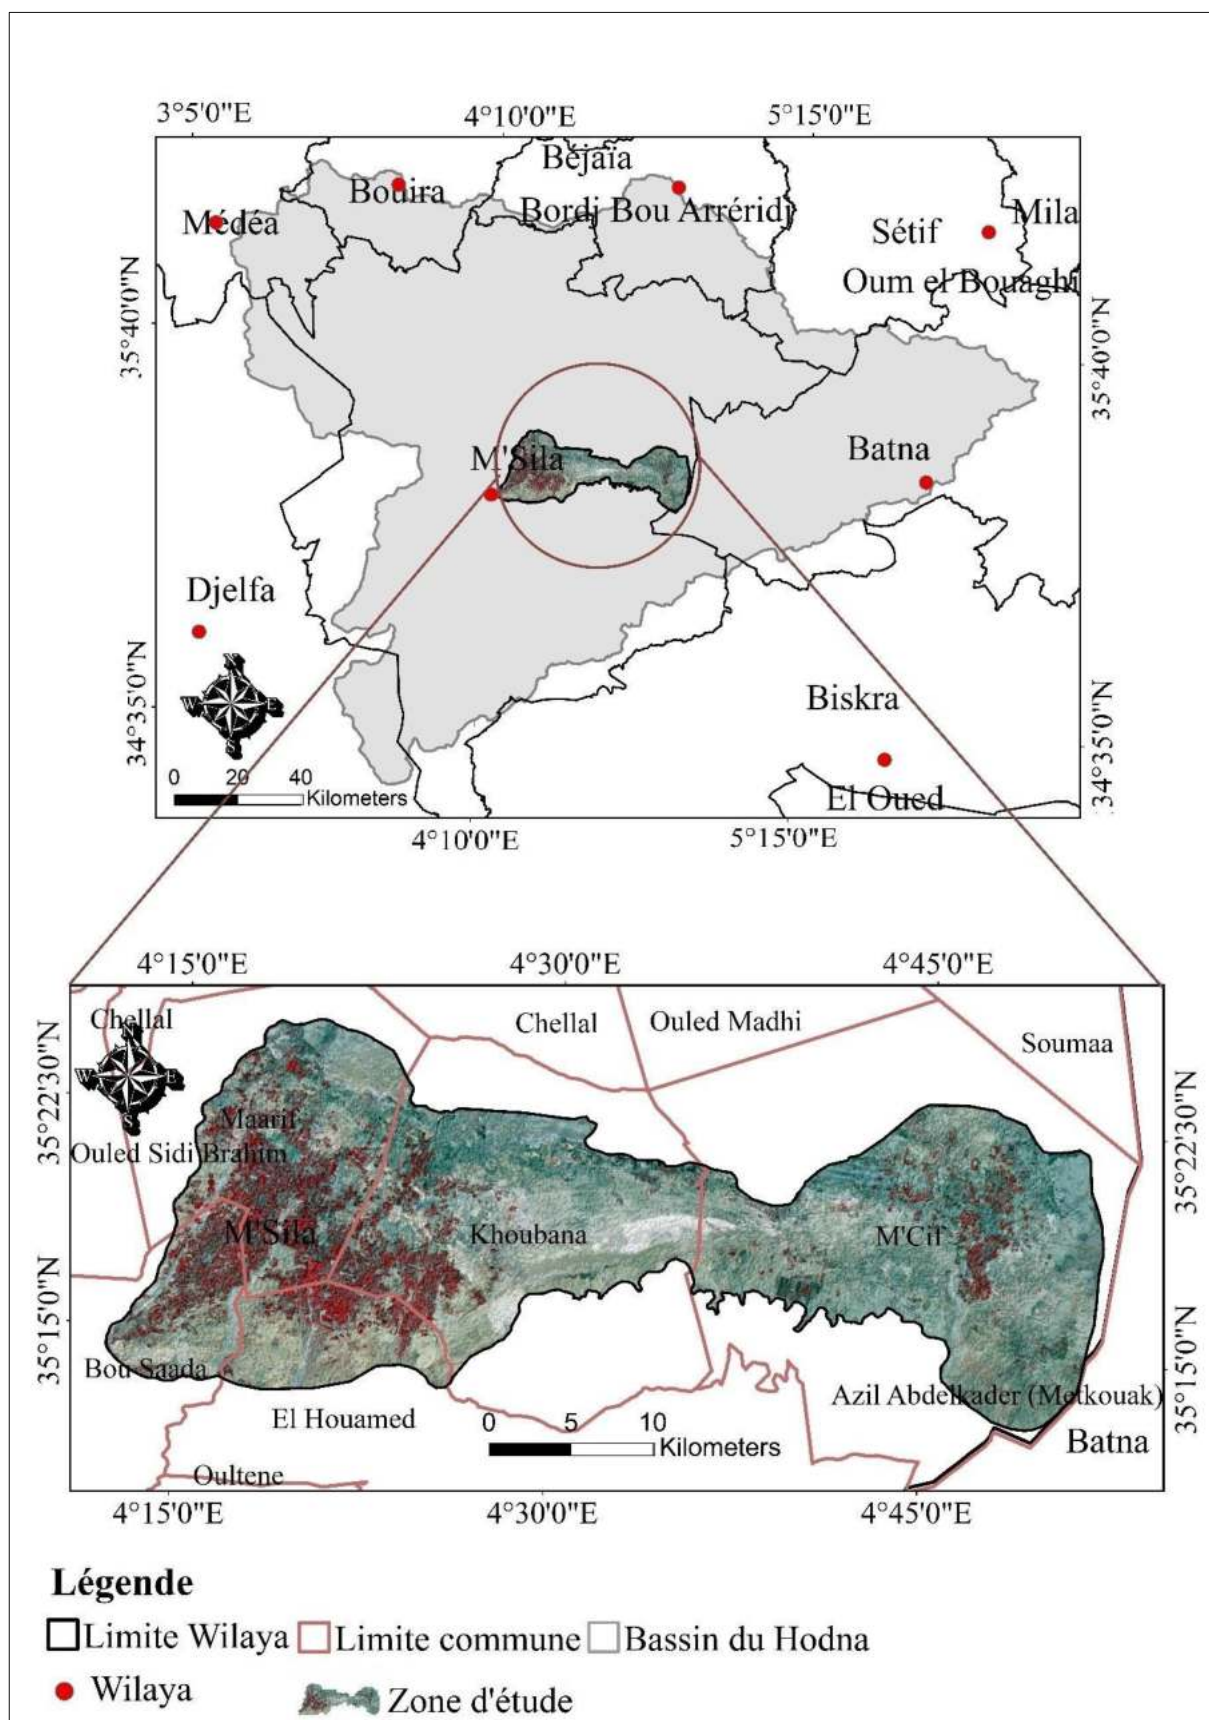 3°5'0"E 4°10'0"E 5°15'0"E
Béjaïa
Bouira
Bordj Bou Arréridj
Médéa
Mila
Sétif
Oum el Bouaghi
35°40'0"N
35°40'0"N
M'Sila
Batna
Djelfa
N
W E
S
34°35'0"N
34°35'0"N
Biskra
0 20 40
Kilometers
El Oued
4°10'0"E 5°15'0"E
4°15'0"E 4°30'0"E 4°45'0"E
Chellal
Chellal
Ouled Madhi
Soumaa
N
W E
S
35°22'30"N
35°22'30"N
Maarif
Ouled Sidi Brahim
M'Sila
Khoubana
M'Cif
35°15'0"N
35°15'0"N
Bou Saada
El Houamed
Azil Abdelkader (Metkouak)
0 5 10
Kilometers
Batna
Oultene
4°15'0"E 4°30'0"E 4°45'0"E
Légende
Limite Wilaya Limite commune Bassin du Hodna
Wilaya Zone d'étude